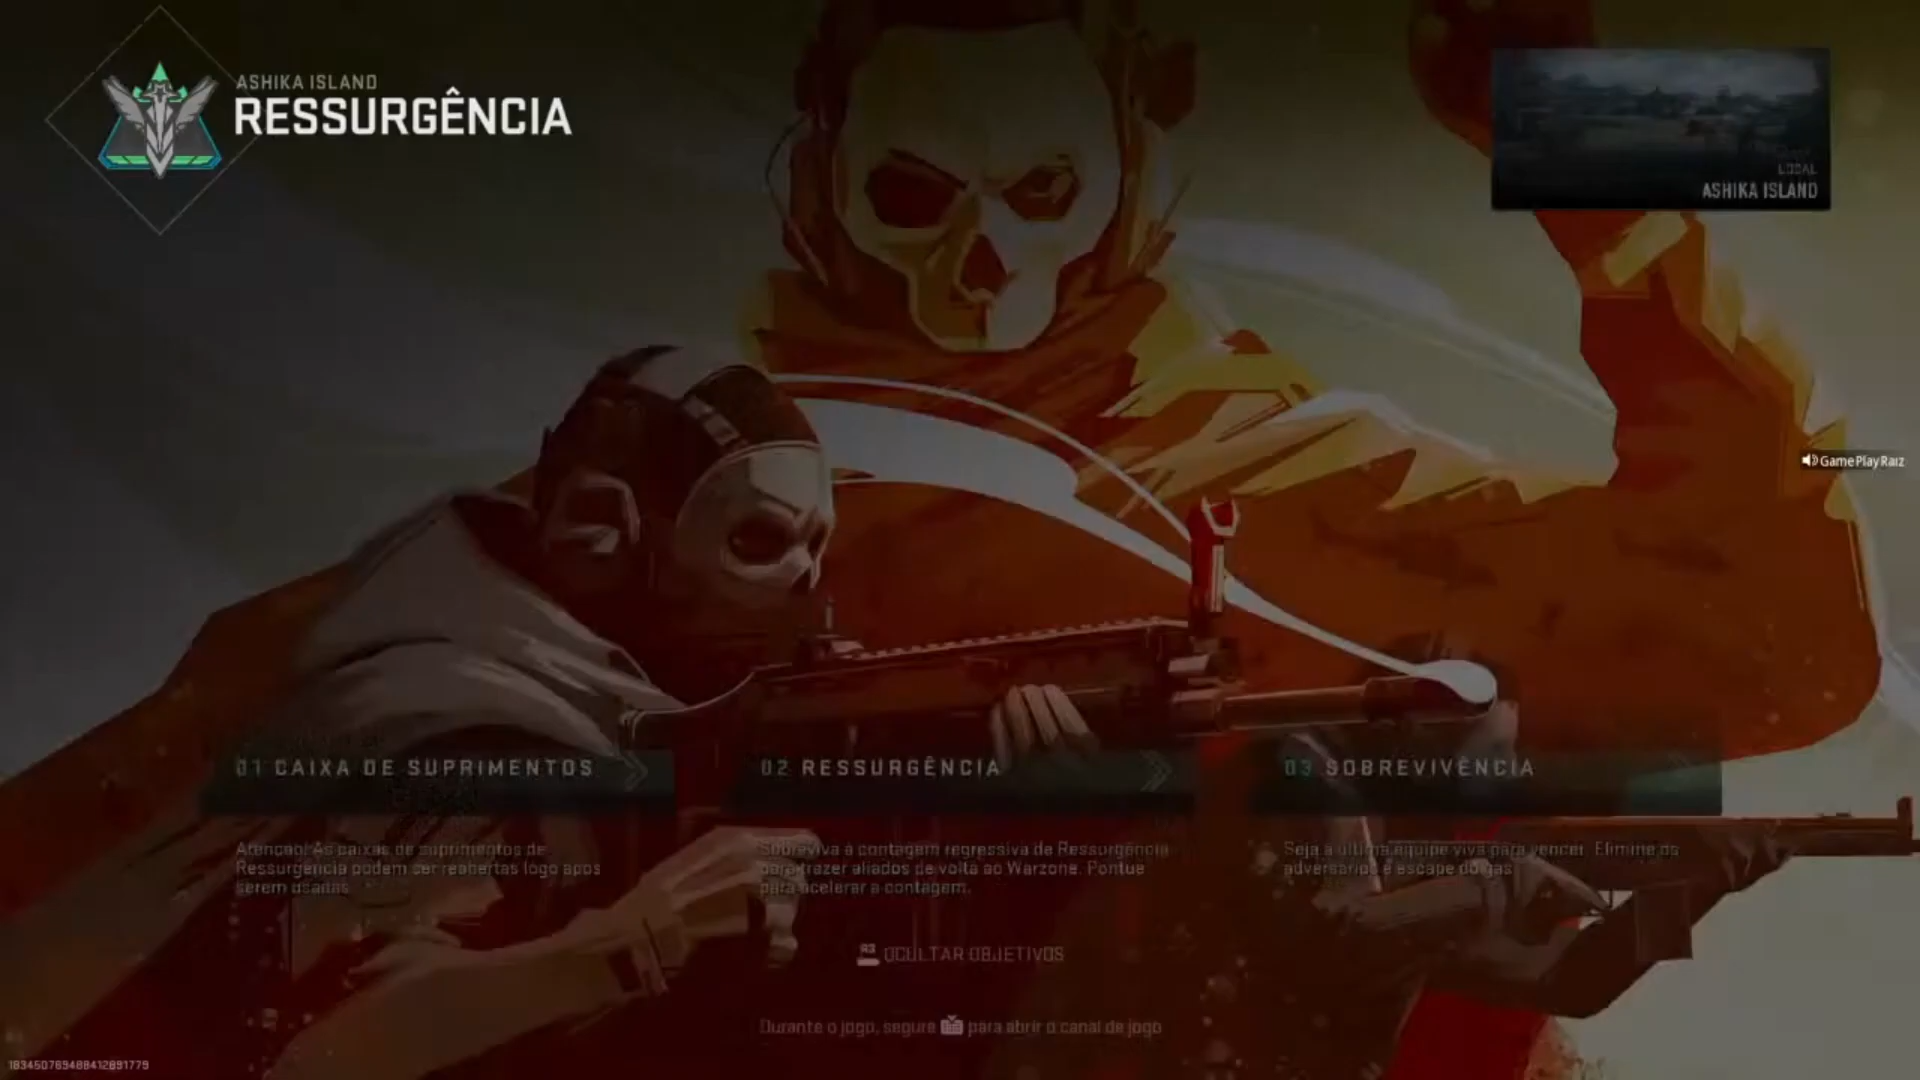 ASHIKA ISLAND
RESSURGÊNCIA
LOCAL
ASHIKA ISLAND
GamePlayRaiz
01 CAIXA DE SUPRIMENTOS
02 RESSURGÊNCIA
03 SOBREVIVÊNCIA
Atenção! As caixas de suprimentos de
Ressurgência podem ser reabertas logo após
serem usadas.
Sobreviva à contagem regressiva de Ressurgência
para trazer aliados de volta ao Warzone. Pontue
para acelerar a contagem.
Seja a última equipe viva para vencer. Elimine os
adversários e escape do gás.
R3 OCULTAR OBJETIVOS
Durante o jogo, segure para abrir o canal de jogo